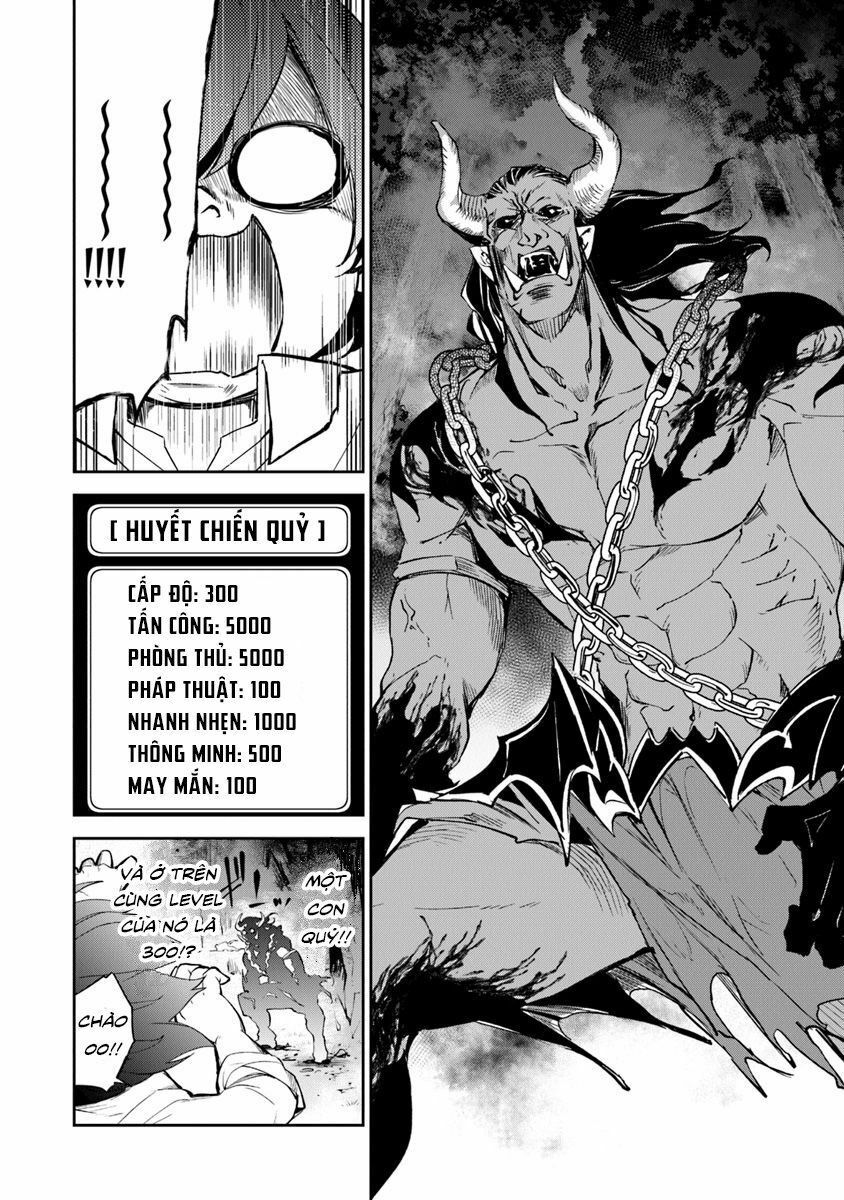 !!!!
[ HUYẾT CHIẾN QUỶ ]
CẤP ĐỘ: 300
TẤN CÔNG: 5000
PHÒNG THỦ: 5000
PHÁP THUẬT: 100
NHANH NHẸN: 1000
THÔNG MINH: 500
MAY MẮN: 100
MỘT
CON
QUỶ!!
VÀ Ở TRÊN
CÙNG LEVEL
CỦA NÓ LÀ
300!?
CHÀO
OO!!